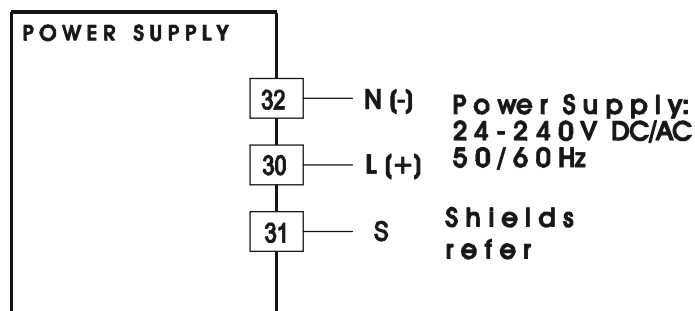 POWER SUPPLY
32 N (-)
Power Supply:
24-240V DC/AC
30 L (+)
50/60Hz
31 S
Shields
refer